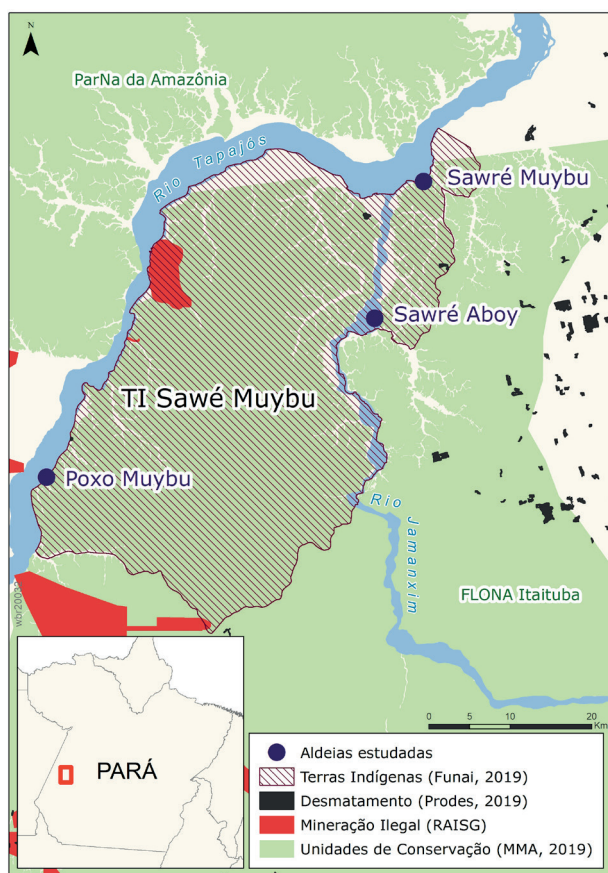 N
ParNa da Amazônia
Rio Tapajós
Sawré Muybu
Sawré Aboy
TI Sawé Muybu
Poxo Muybu
Rio Jamanxim
FLONA Itaituba
0 5 10 20
Km
PARÁ
Aldeias estudadas
Terras Indígenas (Funai, 2019)
Desmatamento (Prodes, 2019)
Mineração Ilegal (RAISG)
Unidades de Conservação (MMA, 2019)